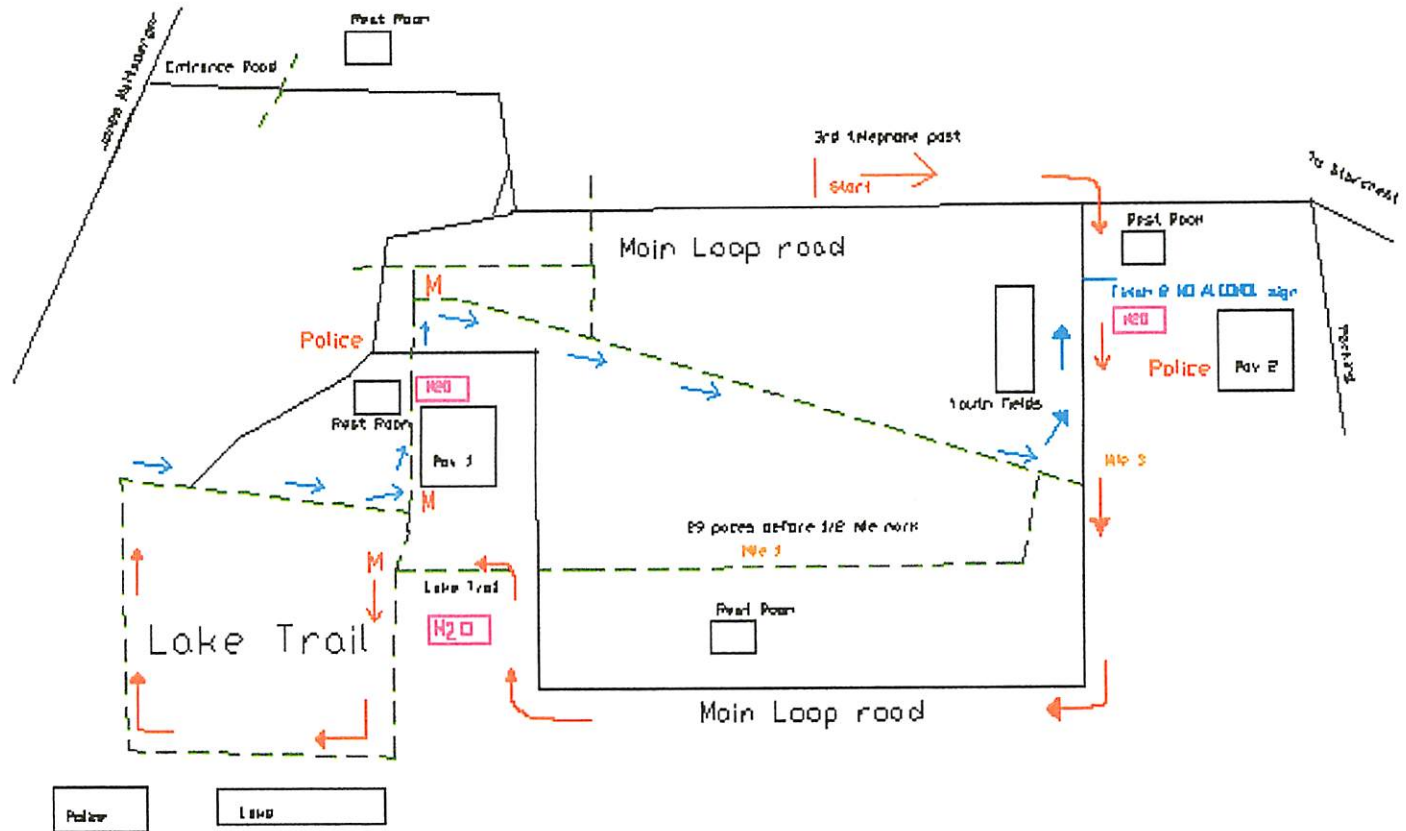 Rest Room
Entrance Road
3rd telephone post
Start
To Starchest
Rest Room
Main Loop road
M
Finish @ NO ALCOHOL sign
H2O
Police
Police
Pav 2
H2O
Youth Fields
Rest Room
Pav 1
M
89 paces before 1/2 mile mark
Mile 1
M
Lake Trail
Rest Room
H2O
Lake Trail
Main Loop road
Police
Lake